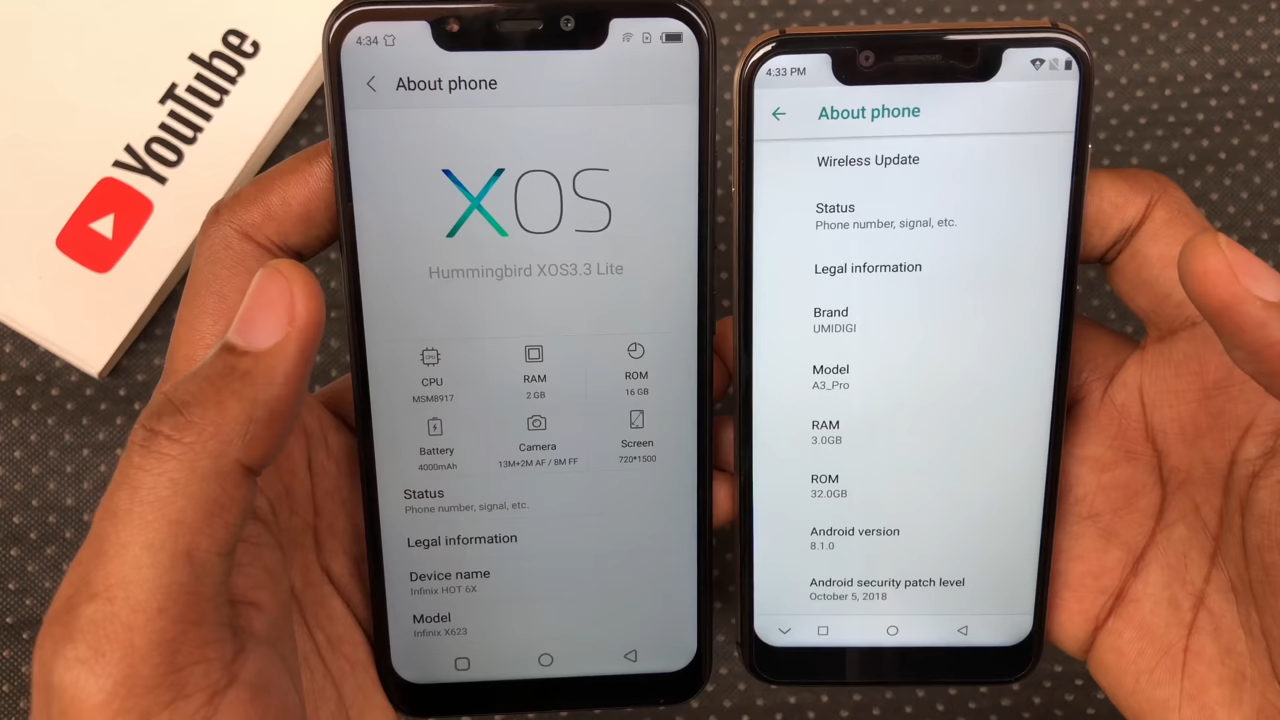 YouTube
4:34
About phone
XOS
Hummingbird XOS3.3 Lite
CPU
MSM8917
RAM
2 GB
ROM
16 GB
Battery
4000mAh
Camera
13M+2M AF / 8M FF
Screen
720*1500
Status
Phone number, signal, etc.
Legal information
Device name
Infinix HOT 6X
Model
Infinix X623
4:33 PM
About phone
Wireless Update
Status
Phone number, signal, etc.
Legal information
Brand
UMIDIGI
Model
A3_Pro
RAM
3.0GB
ROM
32.0GB
Android version
8.1.0
Android security patch level
October 5, 2018